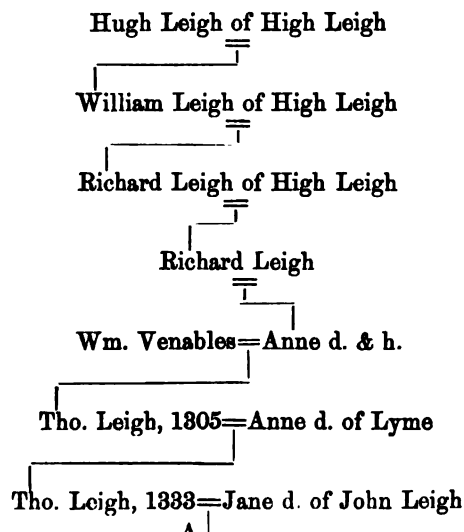 Hugh Leigh of High Leigh
William Leigh of High Leigh
Richard Leigh of High Leigh
Richard Leigh
Wm. Venables=Anne d. & h.
Tho. Leigh, 1305=Anne d. of Lyme
Tho. Leigh, 1333=Jane d. of John Leigh
A